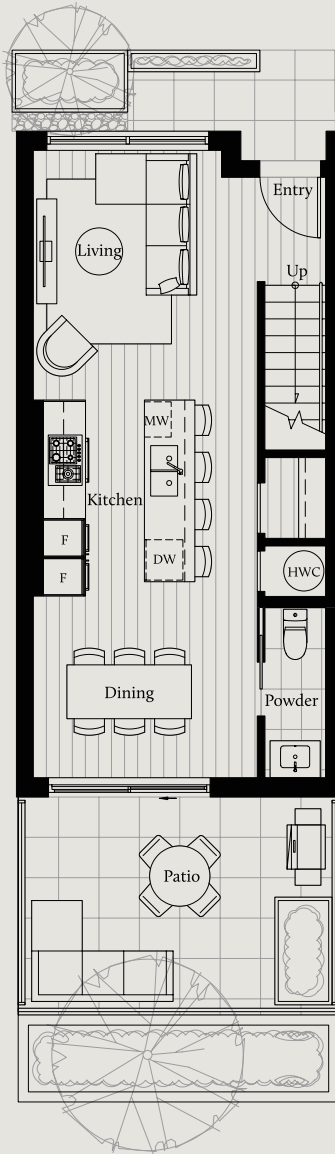 Entry
Living
Up
MW
Kitchen
F
F
DW
HWC
Dining
Powder
Patio